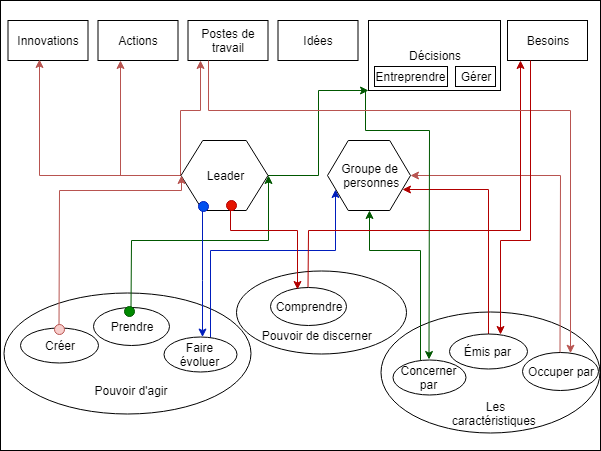 Innovations
Actions
Postes de
travail
Idées
Décisions
Entreprendre
Gérer
Besoins
Leader
Groupe de
personnes
Créer
Prendre
Faire
évoluer
Pouvoir d'agir
Comprendre
Pouvoir de discerner
Concerner
par
Émis par
Occuper par
Les
caractéristiques